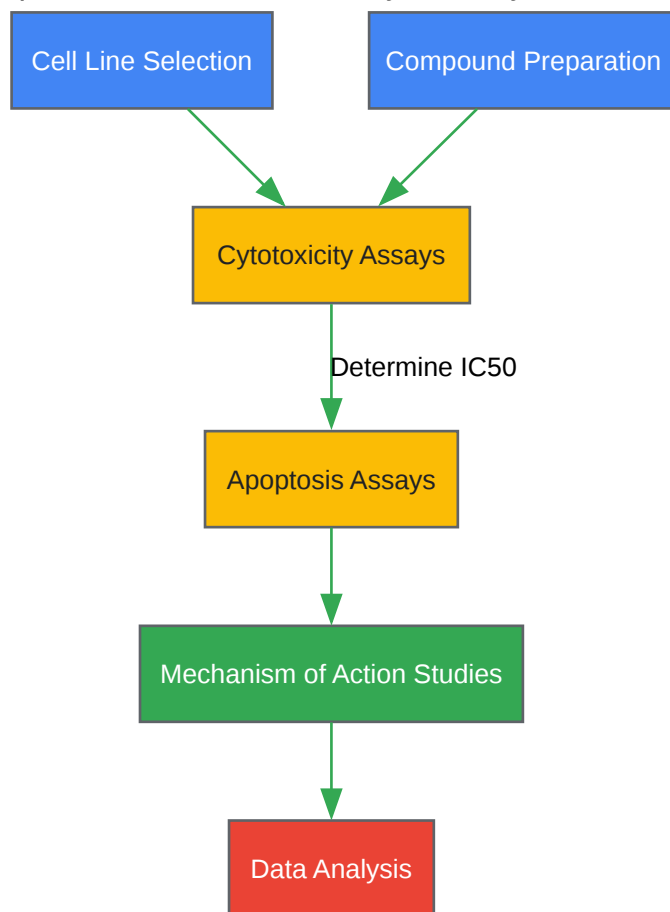 Cell Line Selection
Compound Preparation
Cytotoxicity Assays
Determine IC50
Apoptosis Assays
Mechanism of Action Studies
Data Analysis